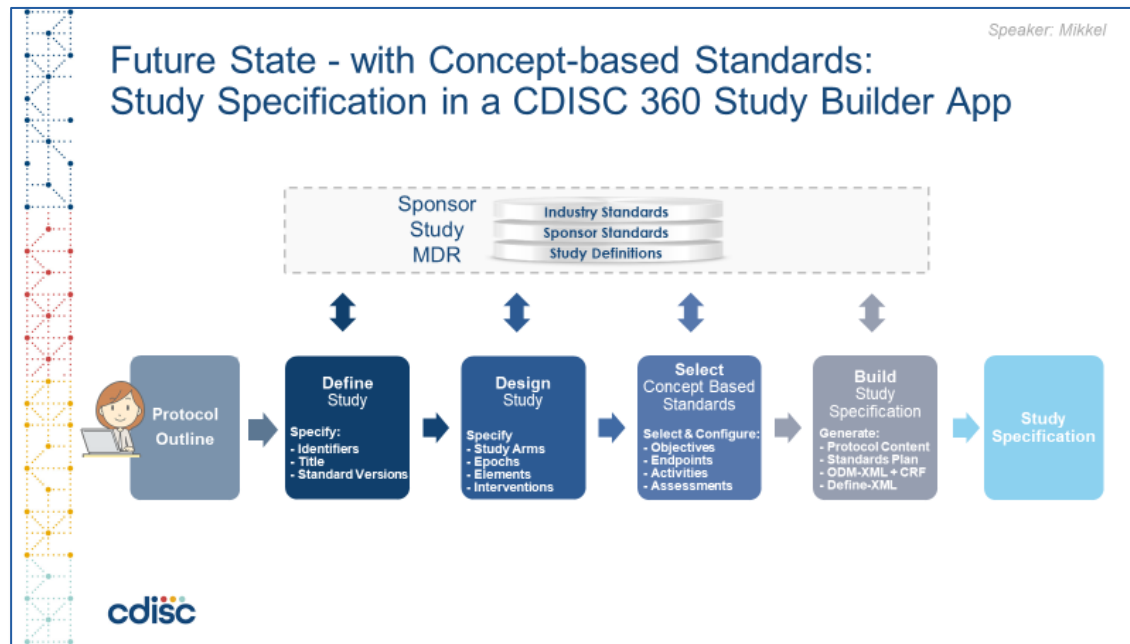 Speaker: Mikkel
Future State - with Concept-based Standards:
Study Specification in a CDISC 360 Study Builder App
Sponsor
Study
MDR
Industry Standards
Sponsor Standards
Study Definitions
Protocol
Outline
Define
Study
Specify:
- Identifiers
- Title
- Standard Versions
Design
Study
Specify
- Study Arms
- Epochs
- Elements
- Interventions
Select
Concept Based
Standards
Select & Configure:
- Objectives
- Endpoints
- Activities
- Assessments
Build
Study
Specification
Generate:
- Protocol Content
- Standards Plan
- ODM-XML + CRF
- Define-XML
Study
Specification
cdisc